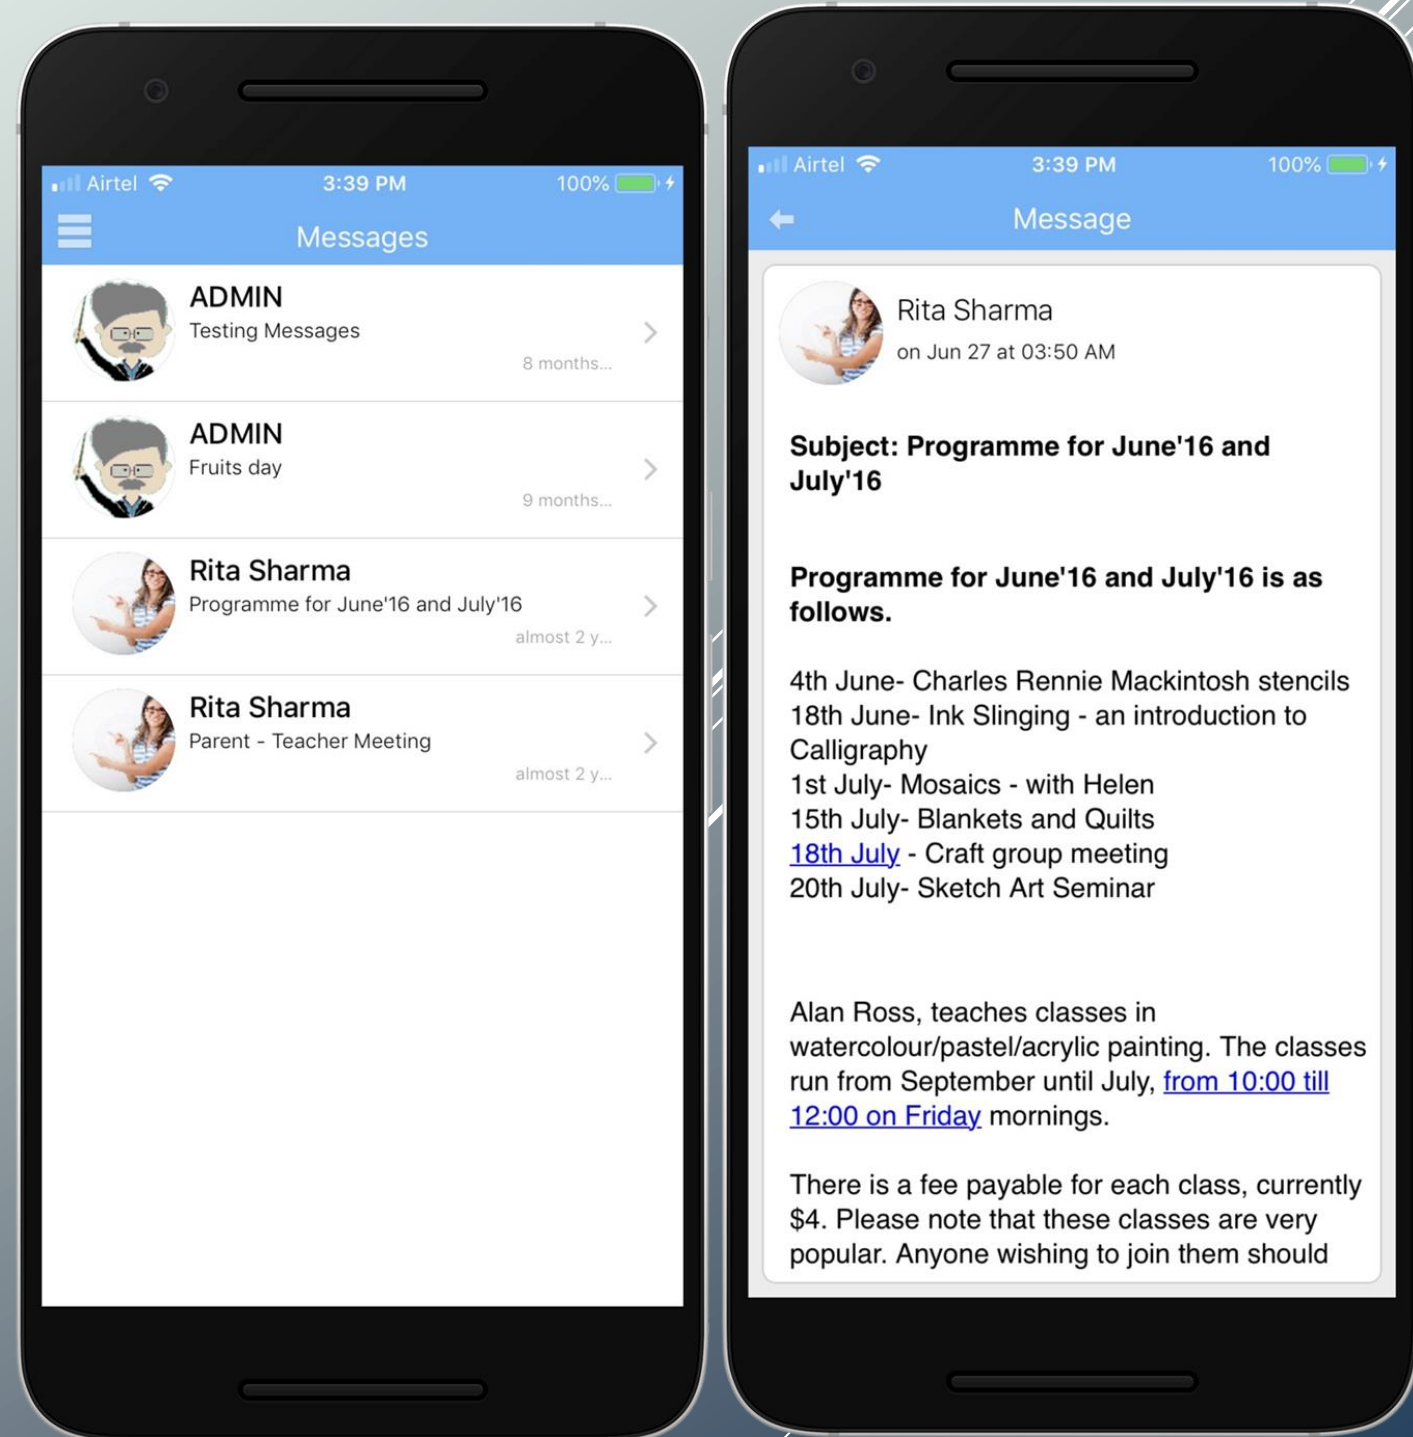 Airtel 3:39 PM 100%
Messages
ADMIN
Testing Messages
8 months...
ADMIN
Fruits day
9 months...
Rita Sharma
Programme for June'16 and July'16
almost 2 y...
Rita Sharma
Parent - Teacher Meeting
almost 2 y...
Airtel 3:39 PM 100%
Message
Rita Sharma
on Jun 27 at 03:50 AM
Subject: Programme for June'16 and
July'16
Programme for June'16 and July'16 is as
follows.
4th June- Charles Rennie Mackintosh stencils
18th June- Ink Slinging - an introduction to
Calligraphy
1st July- Mosaics - with Helen
15th July- Blankets and Quilts
18th July - Craft group meeting
20th July- Sketch Art Seminar
Alan Ross, teaches classes in
watercolour/pastel/acrylic painting. The classes
run from September until July, from 10:00 till
12:00 on Friday mornings.
There is a fee payable for each class, currently
$4. Please note that these classes are very
popular. Anyone wishing to join them should